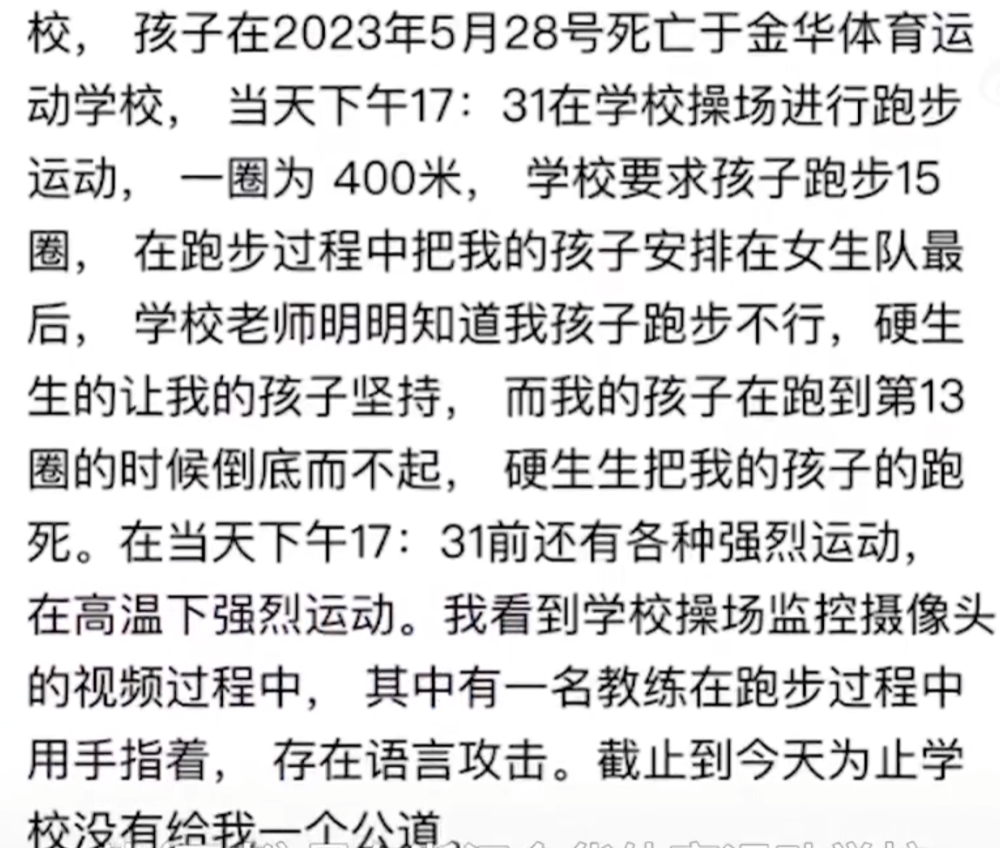 校， 孩子在2023年5月28号死亡于金华体育运
动学校， 当天下午17：31在学校操场进行跑步
运动， 一圈为 400米， 学校要求孩子跑步15
圈， 在跑步过程中把我的孩子安排在女生队最
后， 学校老师明明知道我孩子跑步不行，硬生
生的让我的孩子坚持， 而我的孩子在跑到第13
圈的时候倒底而不起， 硬生生把我的孩子的跑
死。在当天下午17：31前还有各种强烈运动，
在高温下强烈运动。我看到学校操场监控摄像头
的视频过程中， 其中有一名教练在跑步过程中
用手指着， 存在语言攻击。截止到今天为止学
校没有给我一个公道。